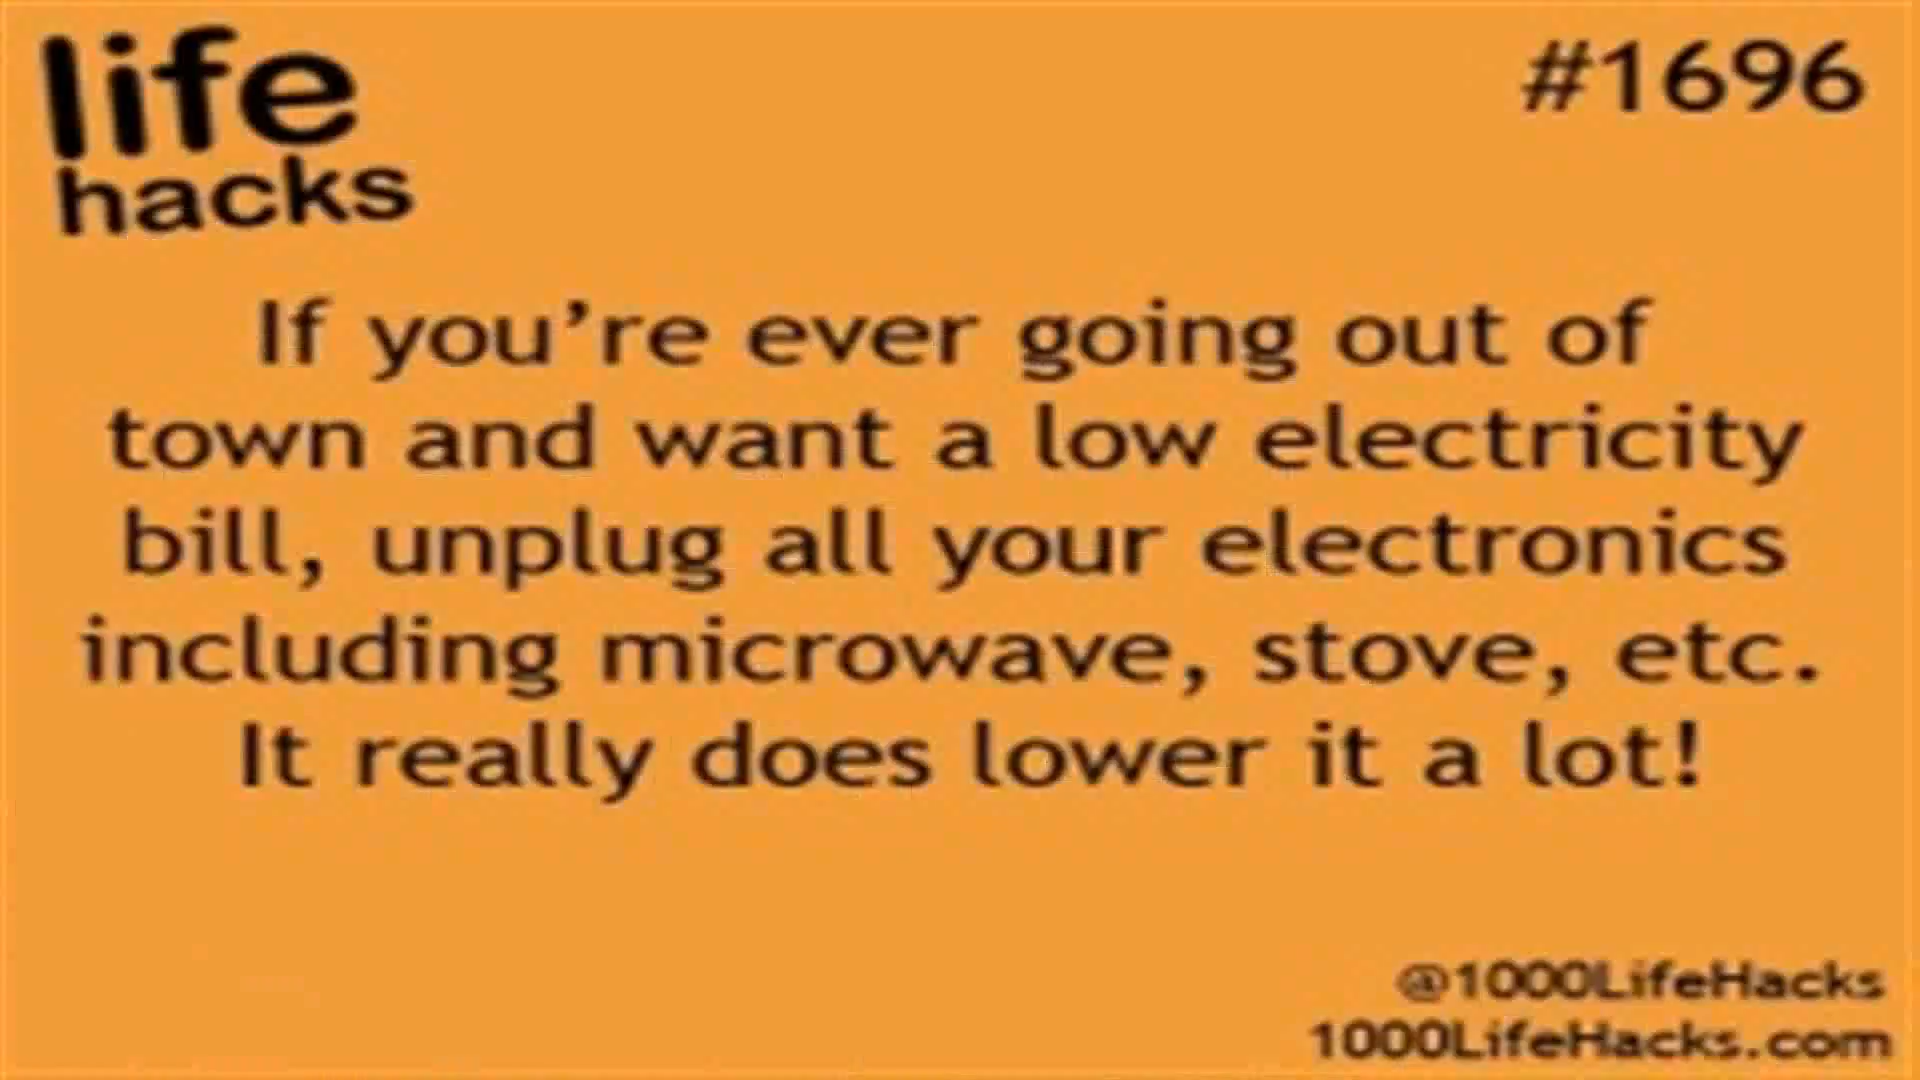 life
hacks
#1696
If you're ever going out of
town and want a low electricity
bill, unplug all your electronics
including microwave, stove, etc.
It really does lower it a lot!
@1000LifeHacks
1000LifeHacks.com